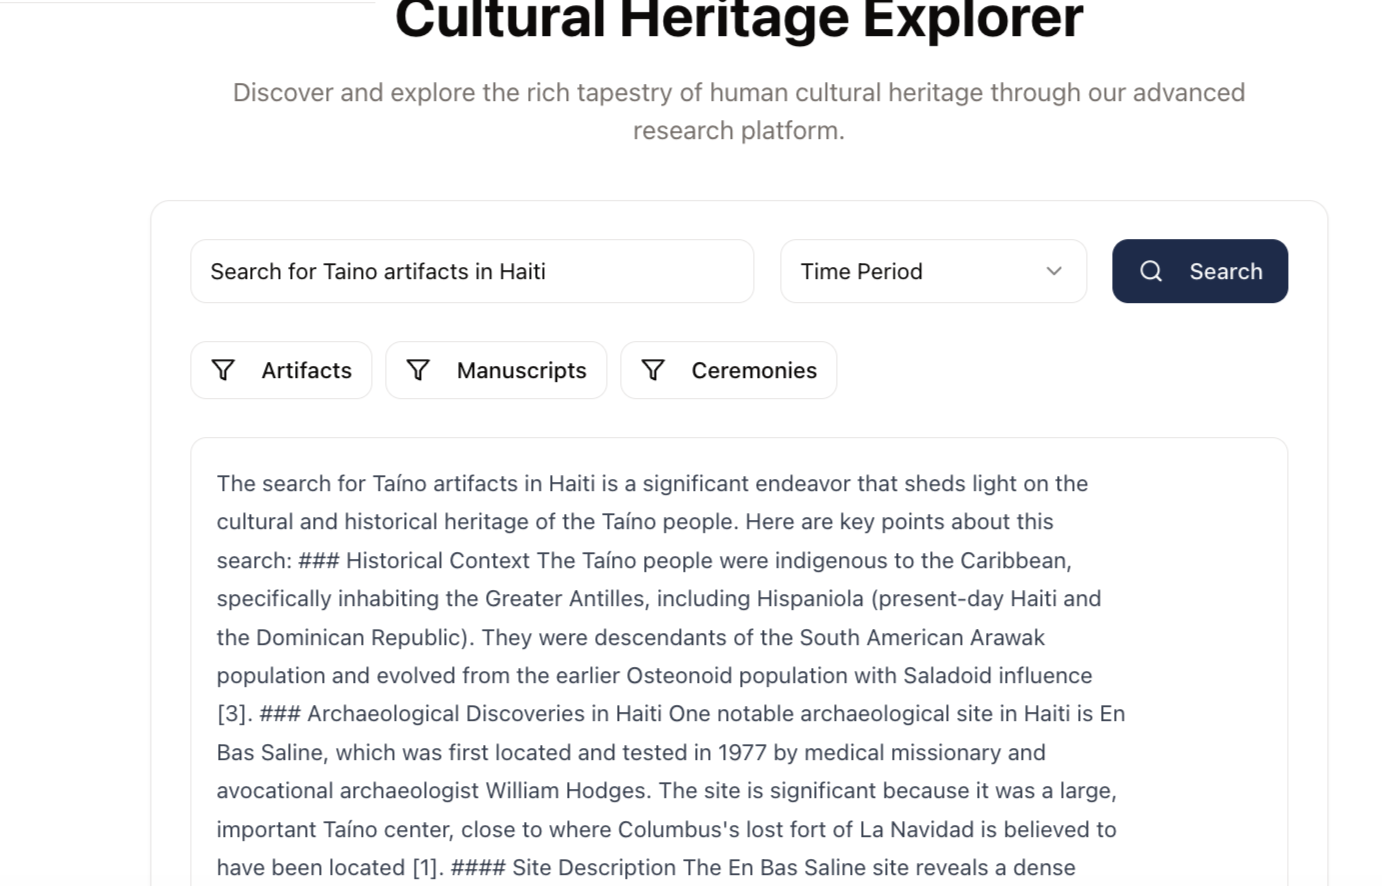 Cultural Heritage Explorer
Discover and explore the rich tapestry of human cultural heritage through our advanced
research platform.
Search for Taino artifacts in Haiti
Time Period
Search
Artifacts
Manuscripts
Ceremonies
The search for Taíno artifacts in Haiti is a significant endeavor that sheds light on the
cultural and historical heritage of the Taíno people. Here are key points about this
search: ### Historical Context The Taíno people were indigenous to the Caribbean,
specifically inhabiting the Greater Antilles, including Hispaniola (present-day Haiti and
the Dominican Republic). They were descendants of the South American Arawak
population and evolved from the earlier Osteonoid population with Saladoid influence
[3]. ### Archaeological Discoveries in Haiti One notable archaeological site in Haiti is En
Bas Saline, which was first located and tested in 1977 by medical missionary and
avocational archaeologist William Hodges. The site is significant because it was a large,
important Taíno center, close to where Columbus's lost fort of La Navidad is believed to
have been located [1]. #### Site Description The En Bas Saline site reveals a dense